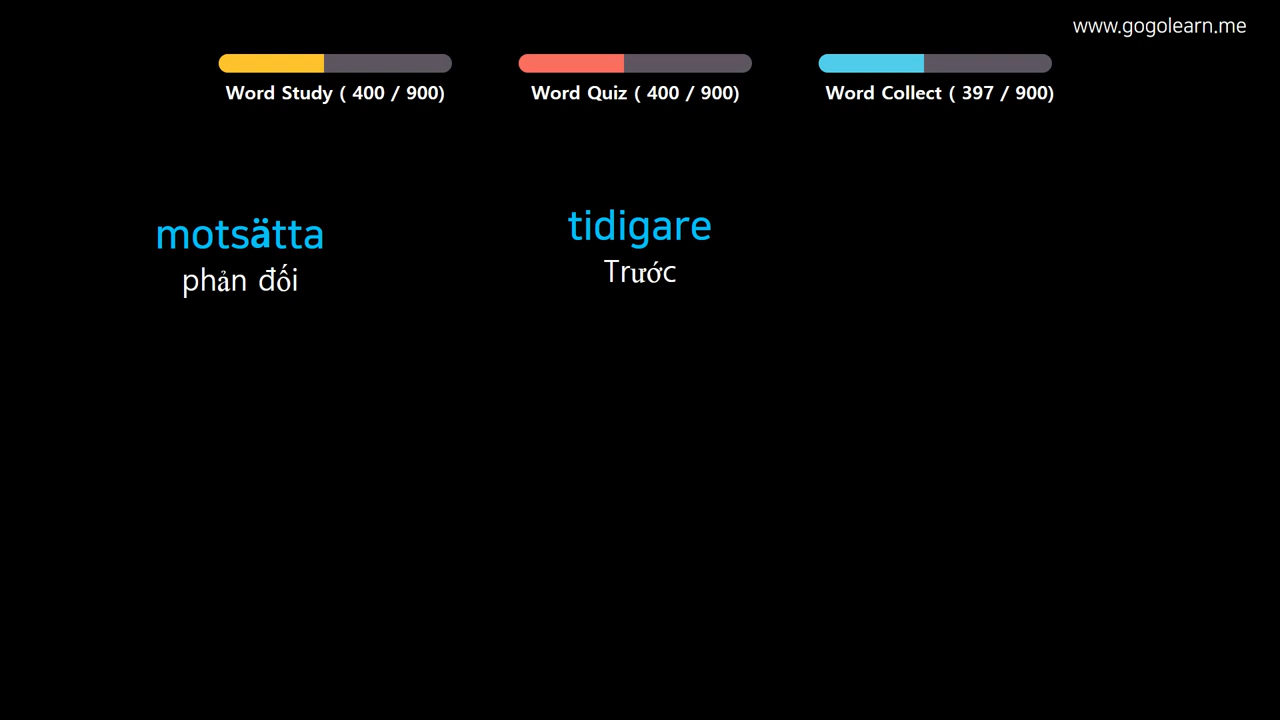 www.gogolearn.me
Word Study ( 400 / 900)
Word Quiz ( 400 / 900)
Word Collect ( 397 / 900)
motsätta
phản đối
tidigare
Trước